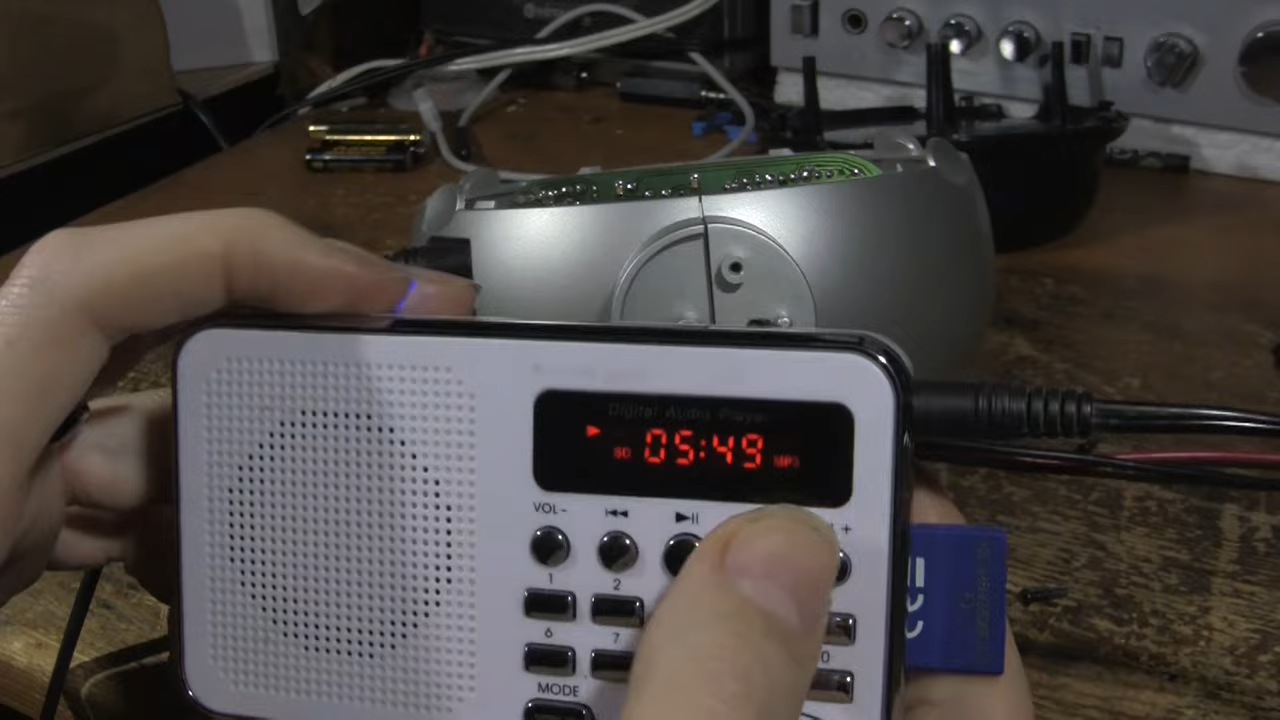 Digital Audio Player
SD 05:49 MP3
VOL-
+
1 2
6 7
0
MODE